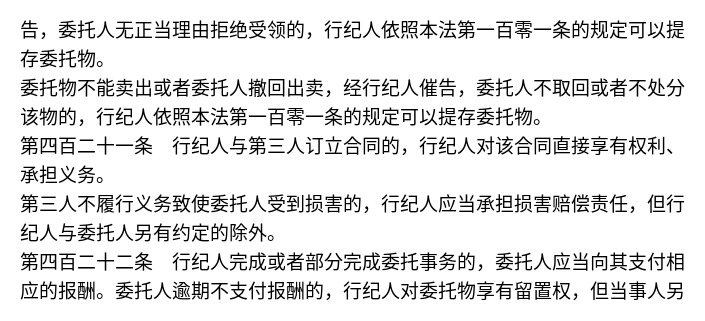 告，委托人无正当理由拒绝受领的，行纪人依照本法第一百零一条的规定可以提
存委托物。
委托物不能卖出或者委托人撤回出卖，经行纪人催告，委托人不取回或者不处分
该物的，行纪人依照本法第一百零一条的规定可以提存委托物。
第四百二十一条　行纪人与第三人订立合同的，行纪人对该合同直接享有权利、
承担义务。
第三人不履行义务致使委托人受到损害的，行纪人应当承担损害赔偿责任，但行
纪人与委托人另有约定的除外。
第四百二十二条　行纪人完成或者部分完成委托事务的，委托人应当向其支付相
应的报酬。委托人逾期不支付报酬的，行纪人对委托物享有留置权，但当事人另